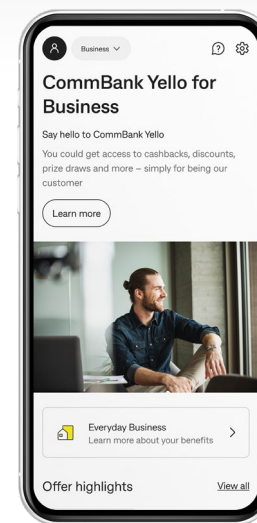 Business
CommBank Yello for
Business
Say hello to CommBank Yello
You could get access to cashbacks, discounts,
prize draws and more – simply for being our
customer
Learn more
Everyday Business
Learn more about your benefits
Offer highlights
View all